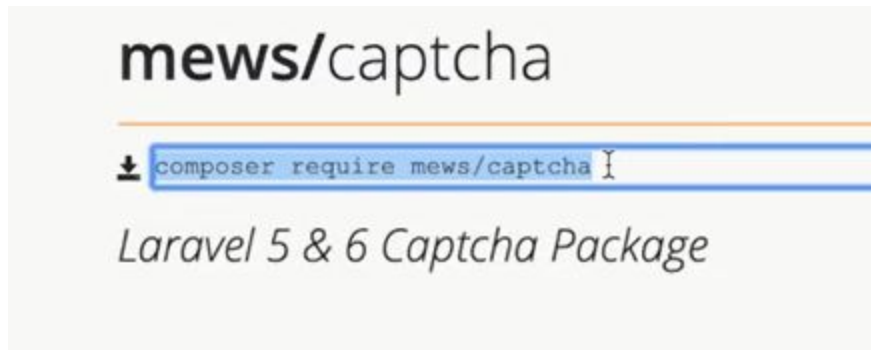 mews/captcha
composer require mews/captcha
Laravel 5 & 6 Captcha Package